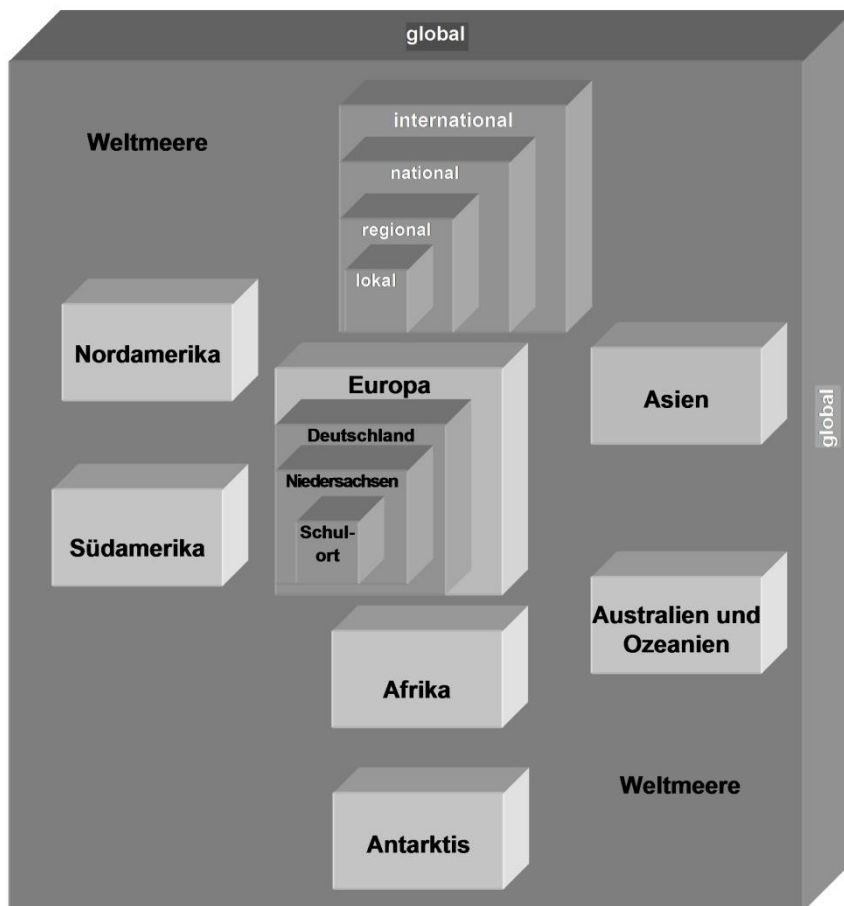 global
Weltmeere
international
national
regional
lokal
Nordamerika
Europa
Asien
global
Deutschland
Niedersachsen
Schul-
ort
Südamerika
Australien und
Ozeanien
Afrika
Weltmeere
Antarktis